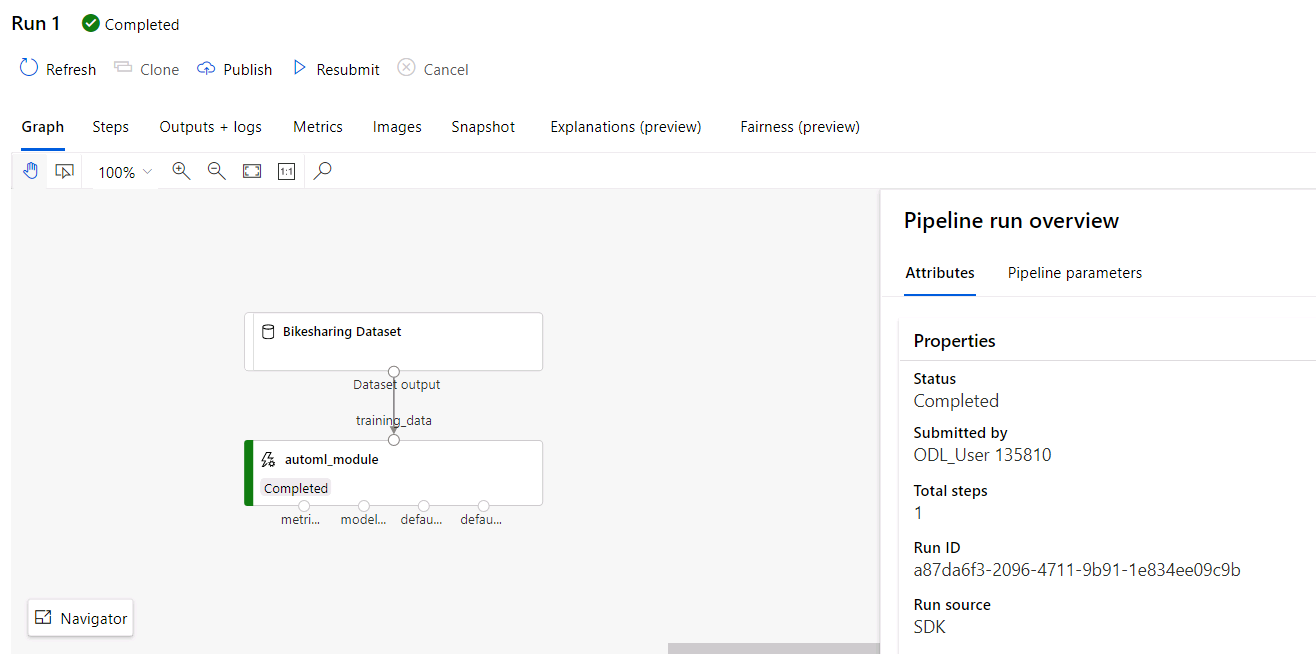 Run 1 Completed
Refresh Clone Publish Resubmit Cancel
Graph Steps Outputs + logs Metrics Images Snapshot Explanations (preview) Fairness (preview)
100% 1:1
Bikesharing Dataset
Dataset output
training_data
automl_module
Completed
metri... model... defau... defau...
Navigator
Pipeline run overview
Attributes Pipeline parameters
Properties
Status
Completed
Submitted by
ODL_User 135810
Total steps
1
Run ID
a87da6f3-2096-4711-9b91-1e834ee09c9b
Run source
SDK